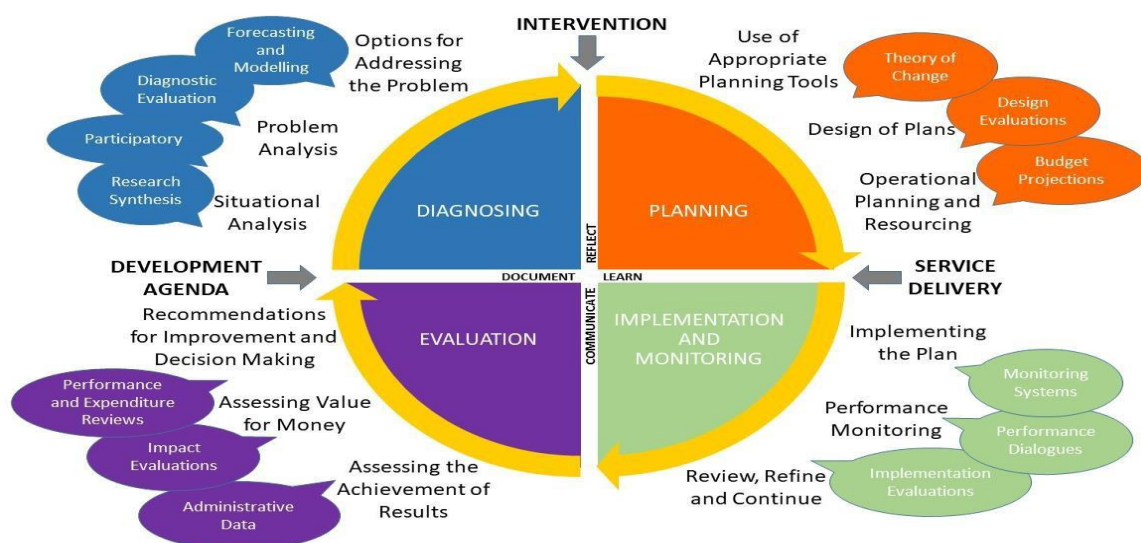 INTERVENTION
Forecasting
and
Modelling
Options for
Addressing
the Problem
Diagnostic
Evaluation
Problem
Analysis
Participatory
Research
Synthesis
Situational
Analysis
DIAGNOSING
Use of
Appropriate
Planning Tools
Theory of
Change
Design of Plans
Design
Evaluations
Operational
Planning and
Resourcing
Budget
Projections
PLANNING
REFLECT
DOCUMENT
LEARN
COMMUNICATE
DEVELOPMENT
AGENDA
SERVICE
DELIVERY
Recommendations
for Improvement and
Decision Making
EVALUATION
Performance
and Expenditure
Reviews
Assessing Value
for Money
Impact
Evaluations
Assessing the
Achievement of
Results
Administrative
Data
IMPLEMENTATION
AND
MONITORING
Implementing
the Plan
Monitoring
Systems
Performance
Monitoring
Performance
Dialogues
Review, Refine
and Continue
Implementation
Evaluations